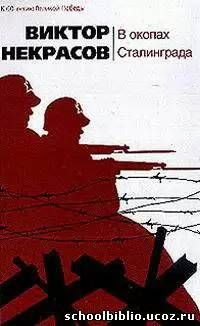 К 60-летию Великой Победы
ВИКТОР
НЕКРАСОВ
В окопах
Сталинграда
schoolbiblio.ucoz.ru